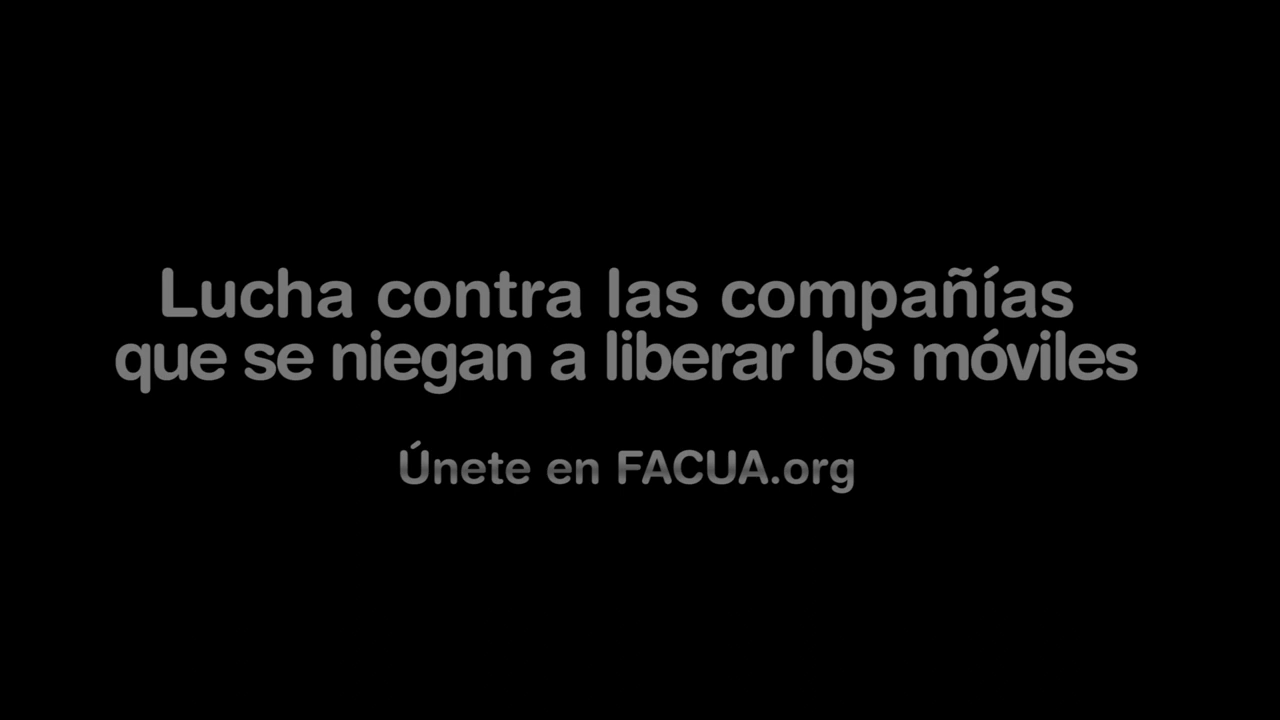 Lucha contra las compañías
que se niegan a liberar los móviles
Únete en FACUA.org